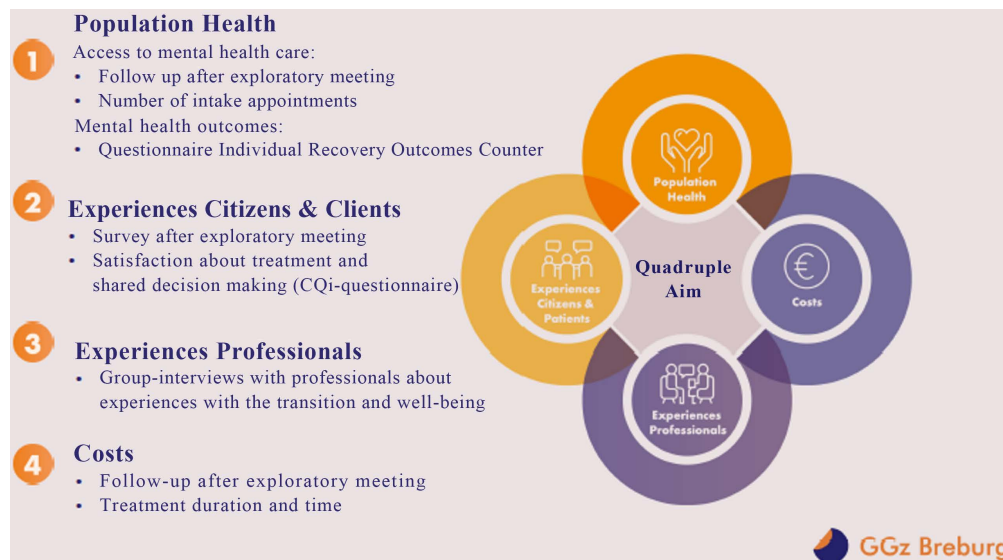 Population Health
1
Access to mental health care:
• Follow up after exploratory meeting
• Number of intake appointments
Mental health outcomes:
• Questionnaire Individual Recovery Outcomes Counter
2
Experiences Citizens & Clients
• Survey after exploratory meeting
• Satisfaction about treatment and
shared decision making (CQi-questionnaire)
3
Experiences Professionals
• Group-interviews with professionals about
experiences with the transition and well-being
4
Costs
• Follow-up after exploratory meeting
• Treatment duration and time
Population
Health
Experiences
Citizens &
Patients
Quadruple
Aim
€
Costs
Experiences
Professionals
GGz Breburg